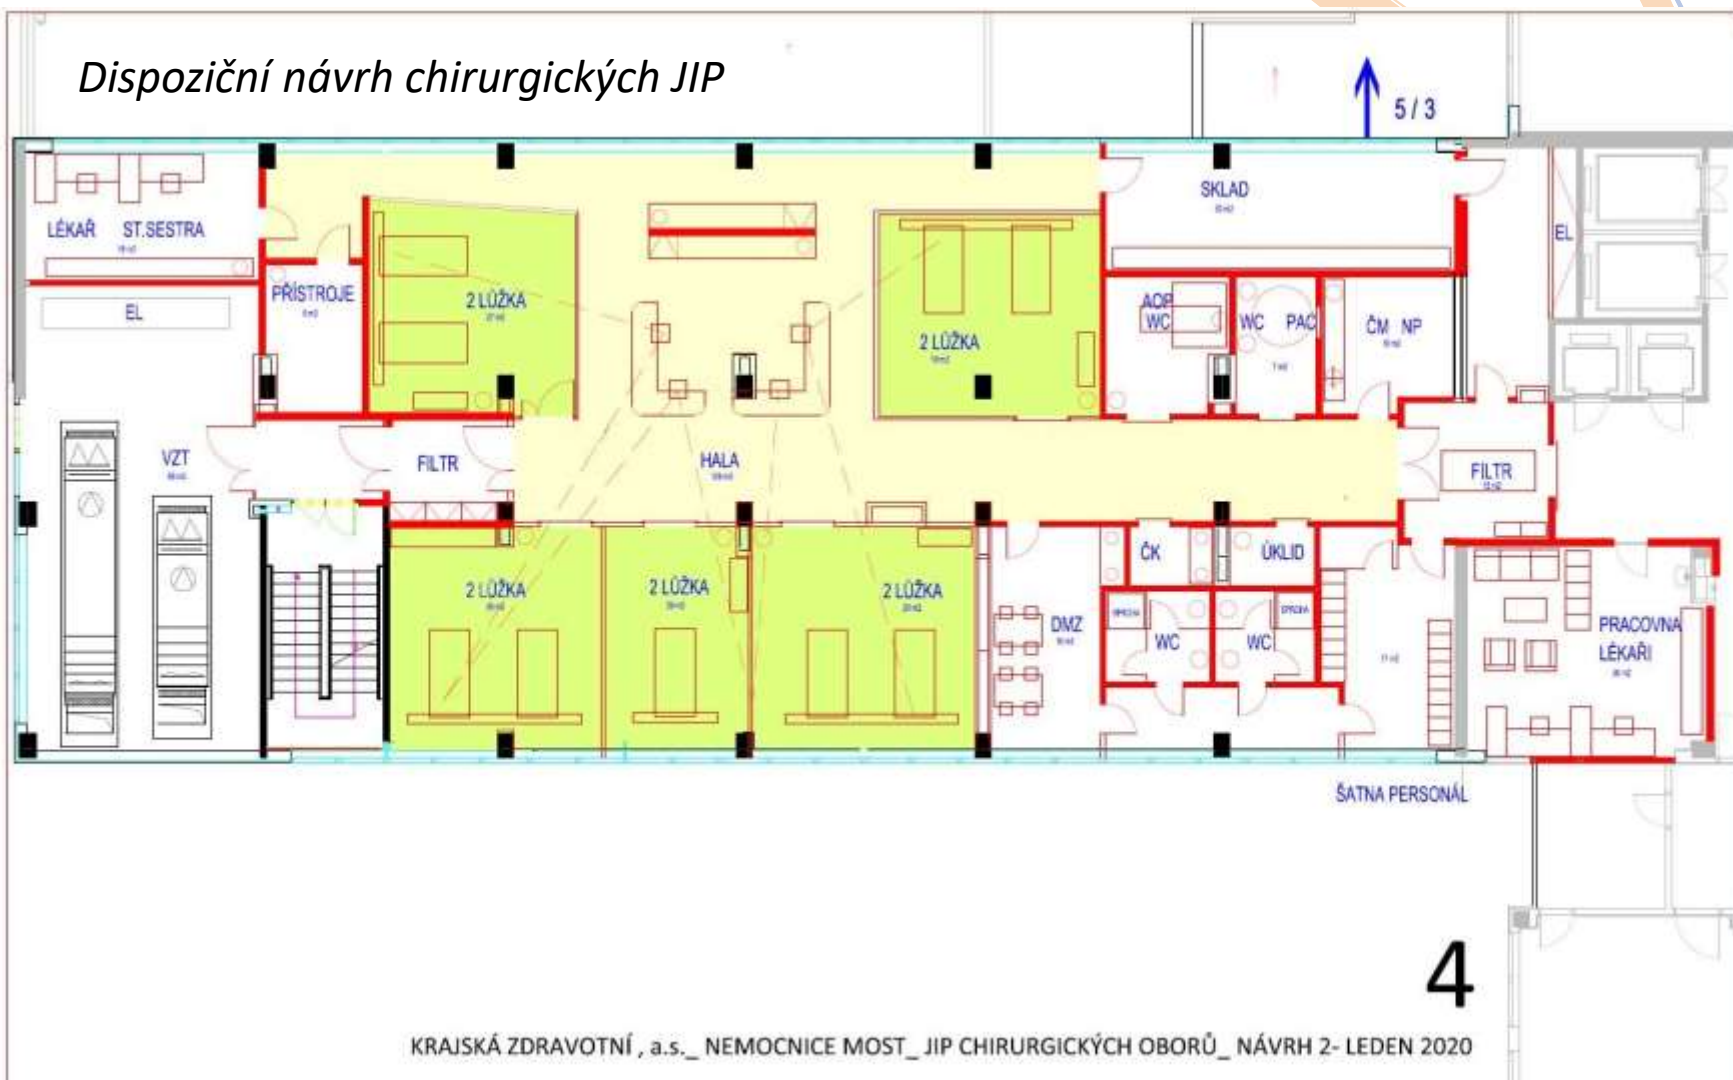 Dispoziční návrh chirurgických JIP
5 / 3
LÉKAŘ ST.SESTRA
SKLAD
EL
PŘÍSTROJE
EL
2 LŮŽKA
2 LŮŽKA
AOP
WC
WC PAC
ČM NP
VZT
FILTR
HALA
FILTR
2 LŮŽKA
2 LŮŽKA
2 LŮŽKA
DMZ
ČK
ÚKLID
WC
WC
PRACOVNA
LÉKAŘI
ŠATNA PERSONÁL
4
KRAJSKÁ ZDRAVOTNÍ , a.s._ NEMOCNICE MOST_ JIP CHIRURGICKÝCH OBORŮ_ NÁVRH 2- LEDEN 2020